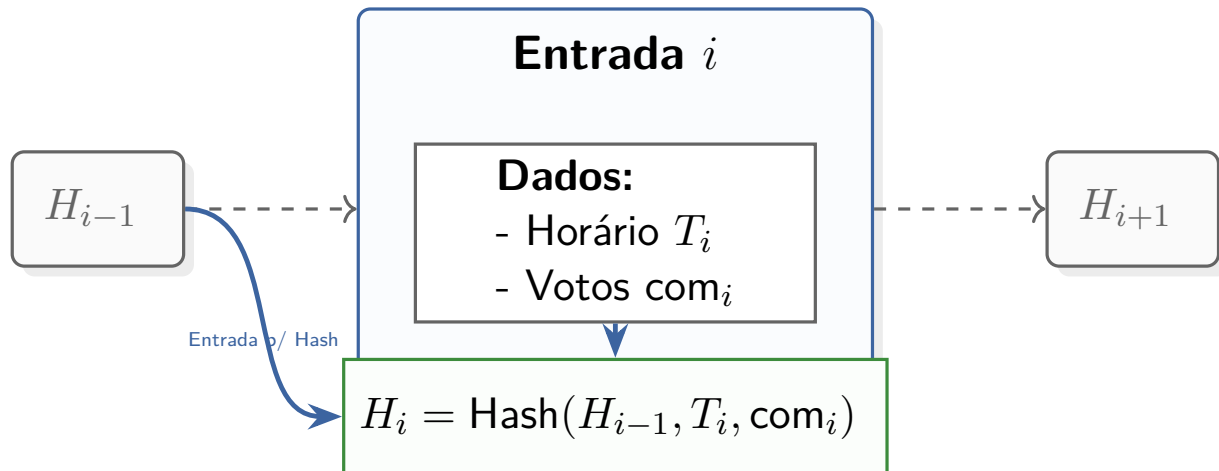 Entrada i
H_{i−1}
Dados:
- Horário T_i
- Votos com_i
H_{i+1}
Entrada p/ Hash
H_i = Hash(H_{i−1}, T_i, com_i)